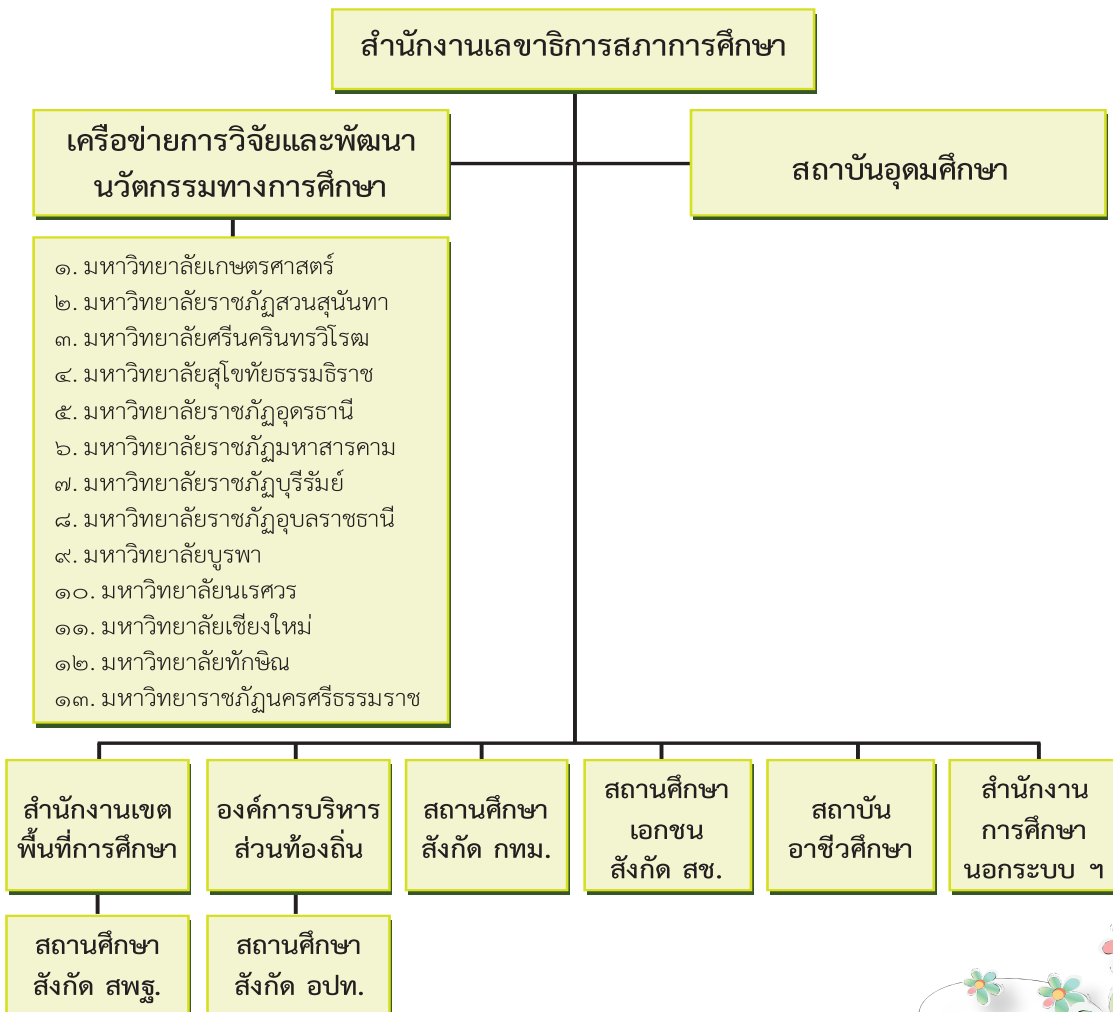 สำนักงานเลขาธิการสภาการศึกษา
เครือข่ายการวิจัยและพัฒนา
นวัตกรรมทางการศึกษา
สถาบันอุดมศึกษา
๑. มหาวิทยาลัยเกษตรศาสตร์
๒. มหาวิทยาลัยราชภัฏสวนสุนันทา
๓. มหาวิทยาลัยศรีนครินทรวิโรฒ
๔. มหาวิทยาลัยสุโขทัยธรรมธิราช
๕. มหาวิทยาลัยราชภัฏอุดรธานี
๖. มหาวิทยาลัยราชภัฏมหาสารคาม
๗. มหาวิทยาลัยราชภัฏบุรีรัมย์
๘. มหาวิทยาลัยราชภัฏอุบลราชธานี
๙. มหาวิทยาลัยบูรพา
๑๐. มหาวิทยาลัยนเรศวร
๑๑. มหาวิทยาลัยเชียงใหม่
๑๒. มหาวิทยาลัยทักษิณ
๑๓. มหาวิทยาราชภัฏนครศรีธรรมราช
สำนักงานเขต
พื้นที่การศึกษา
องค์การบริหาร
ส่วนท้องถิ่น
สถานศึกษา
สังกัด กทม.
สถานศึกษา
เอกชน
สังกัด สช.
สถาบัน
อาชีวศึกษา
สำนักงาน
การศึกษา
นอกระบบ ฯ
สถานศึกษา
สังกัด สพฐ.
สถานศึกษา
สังกัด อปท.